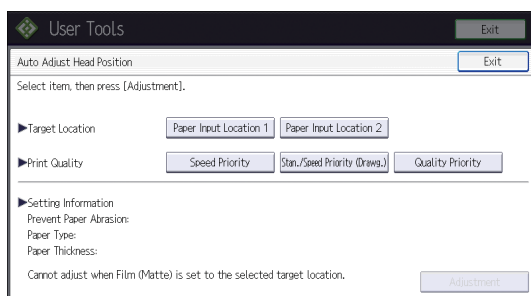 User Tools
Exit
Auto Adjust Head Position
Exit
Select item, then press [Adjustment].
▶Target Location
Paper Input Location 1
Paper Input Location 2
▶Print Quality
Speed Priority
Stan./Speed Priority (Drawg.)
Quality Priority
▶Setting Information
Prevent Paper Abrasion:
Paper Type:
Paper Thickness:
Cannot adjust when Film (Matte) is set to the selected target location.
Adjustment